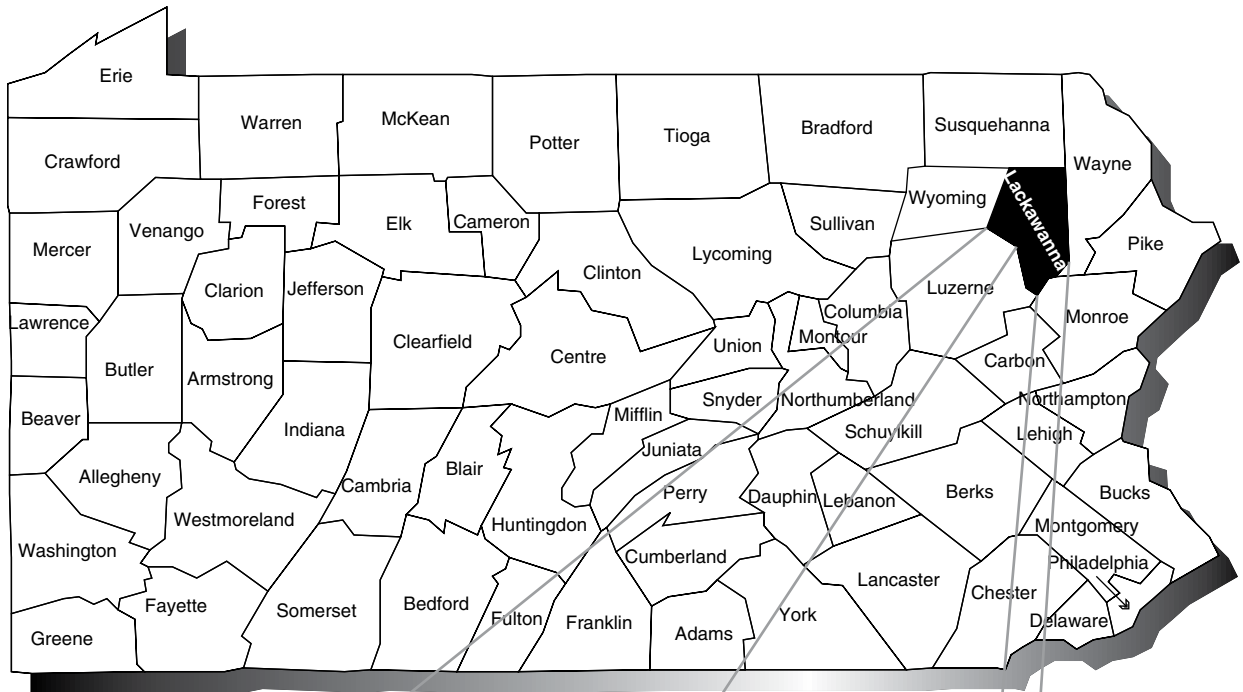 Erie
Warren
McKean
Potter
Tioga
Bradford
Susquehanna
Wayne
Crawford
Forest
Elk
Cameron
Wyoming
Lackawanna
Mercer
Venango
Sullivan
Pike
Clarion
Jefferson
Clinton
Lycoming
Luzerne
Lawrence
Columbia
Monroe
Butler
Armstrong
Clearfield
Centre
Union
Montour
Carbon
Beaver
Indiana
Mifflin
Snyder
Northumberland
Northampton
Schuylkill
Lehigh
Allegheny
Cambria
Blair
Juniata
Westmoreland
Huntingdon
Perry
Dauphin
Lebanon
Berks
Bucks
Montgomery
Washington
Cumberland
Philadelphia
Fayette
Somerset
Bedford
Fulton
Franklin
Adams
York
Lancaster
Chester
Delaware
Greene